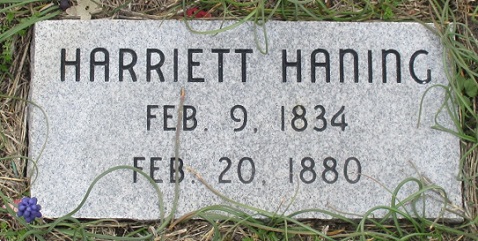 HARRIETT HANING
FEB. 9, 1834
FEB. 20, 1880